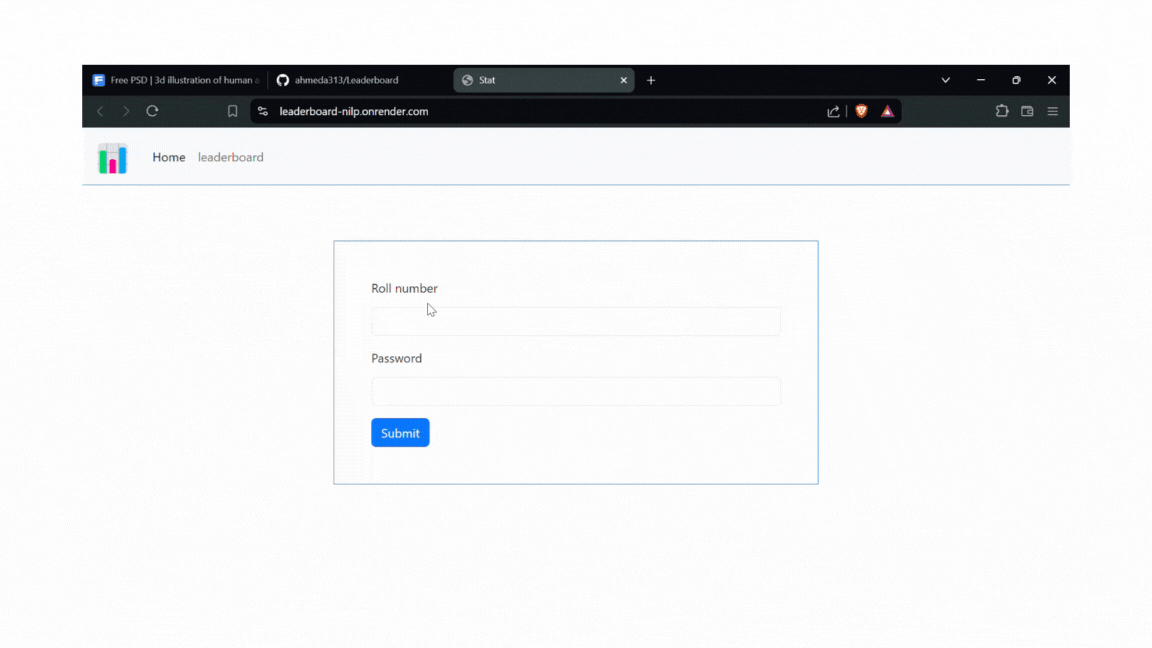 Free PSD | 3d illustration of human a
ahmeda313/Leaderboard
Stat
leaderboard-nilp.onrender.com
Home leaderboard
Roll number
Password
Submit